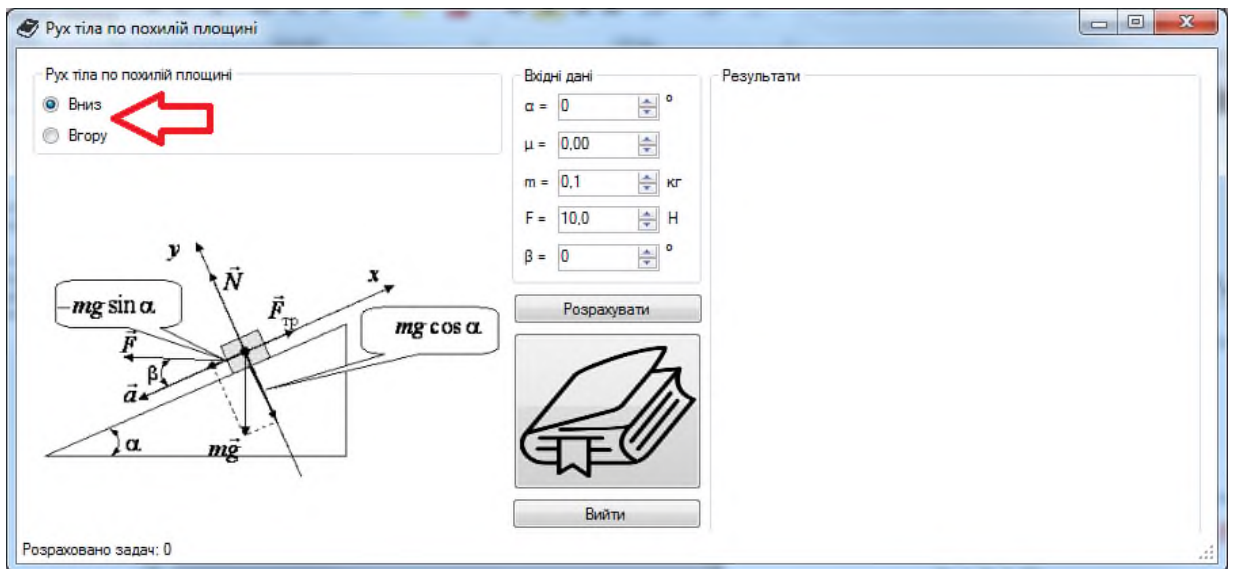 Рух тіла по похилій площині
Рух тіла по похилій площині
Вниз
Вгору
Вхідні дані
α = 0 °
μ = 0,00
m = 0,1 кг
F = 10,0 Н
β = 0 °
Розрахувати
Вийти
Результати
y
N⃗
x
−mg sin α
F⃗тр
mg cos α
F⃗
β
a⃗
α
mg⃗
Розраховано задач: 0